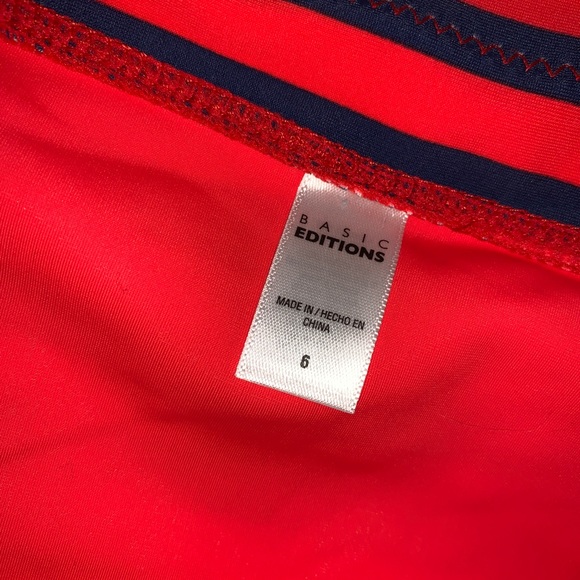 BASIC
EDITIONS
MADE IN / HECHO EN
CHINA
6